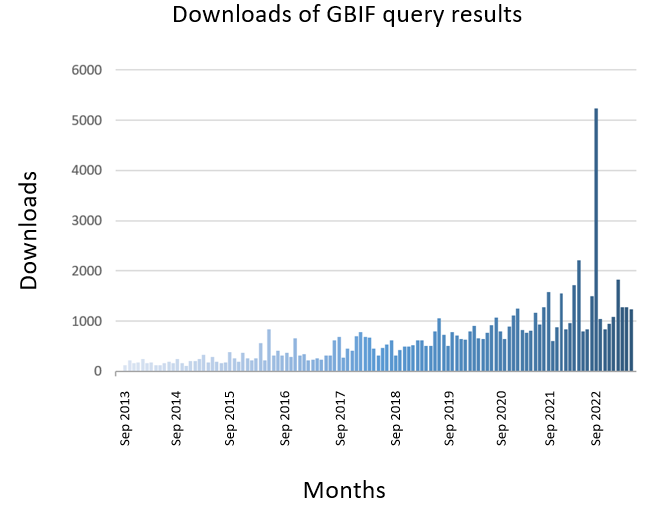 Downloads of GBIF query results
6000
5000
4000
3000
2000
1000
0
Downloads
Sep 2013
Sep 2014
Sep 2015
Sep 2016
Sep 2017
Sep 2018
Sep 2019
Sep 2020
Sep 2021
Sep 2022
Months